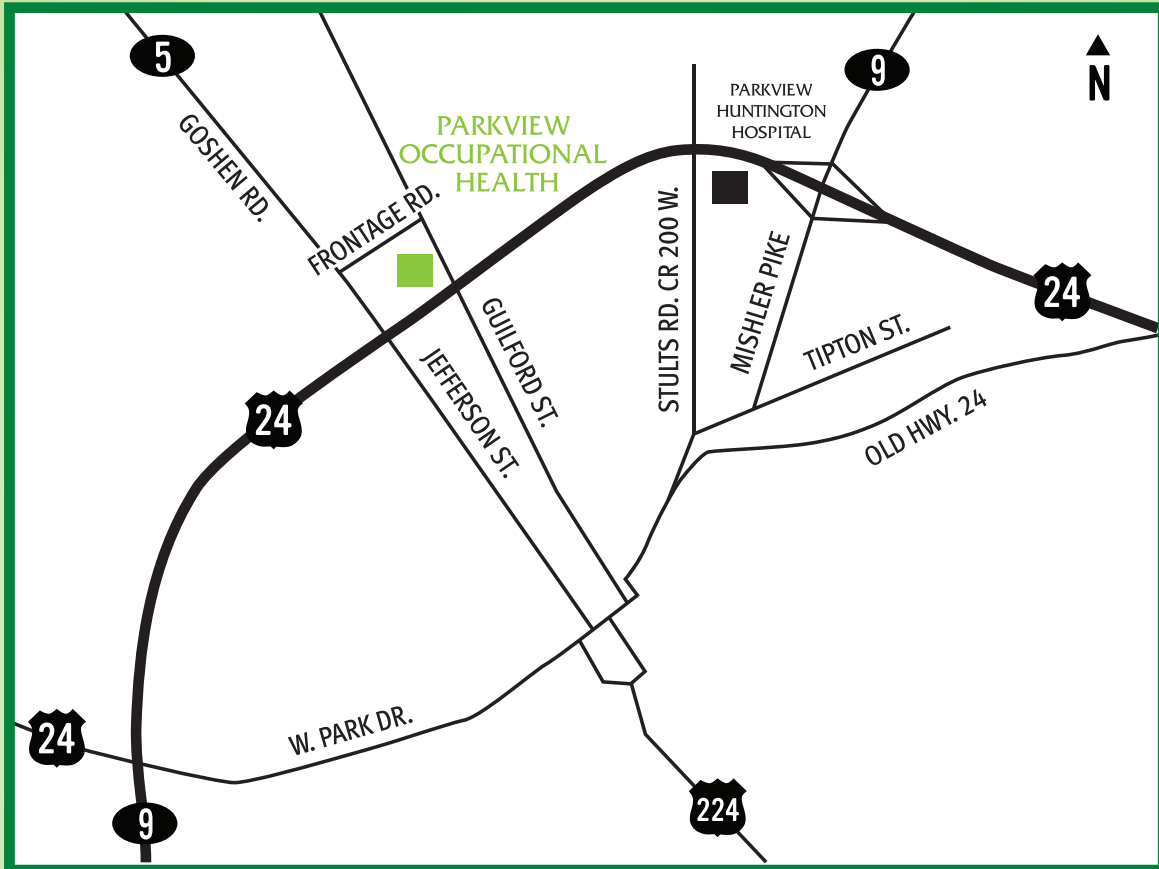 5
9
N
PARKVIEW
HUNTINGTON
HOSPITAL
PARKVIEW
OCCUPATIONAL
HEALTH
GOSHEN RD.
FRONTAGE RD.
STULTS RD. CR 200 W.
MISHLER PIKE
24
GUILFORD ST.
TIPTON ST.
JEFFERSON ST.
24
OLD HWY. 24
W. PARK DR.
24
224
9